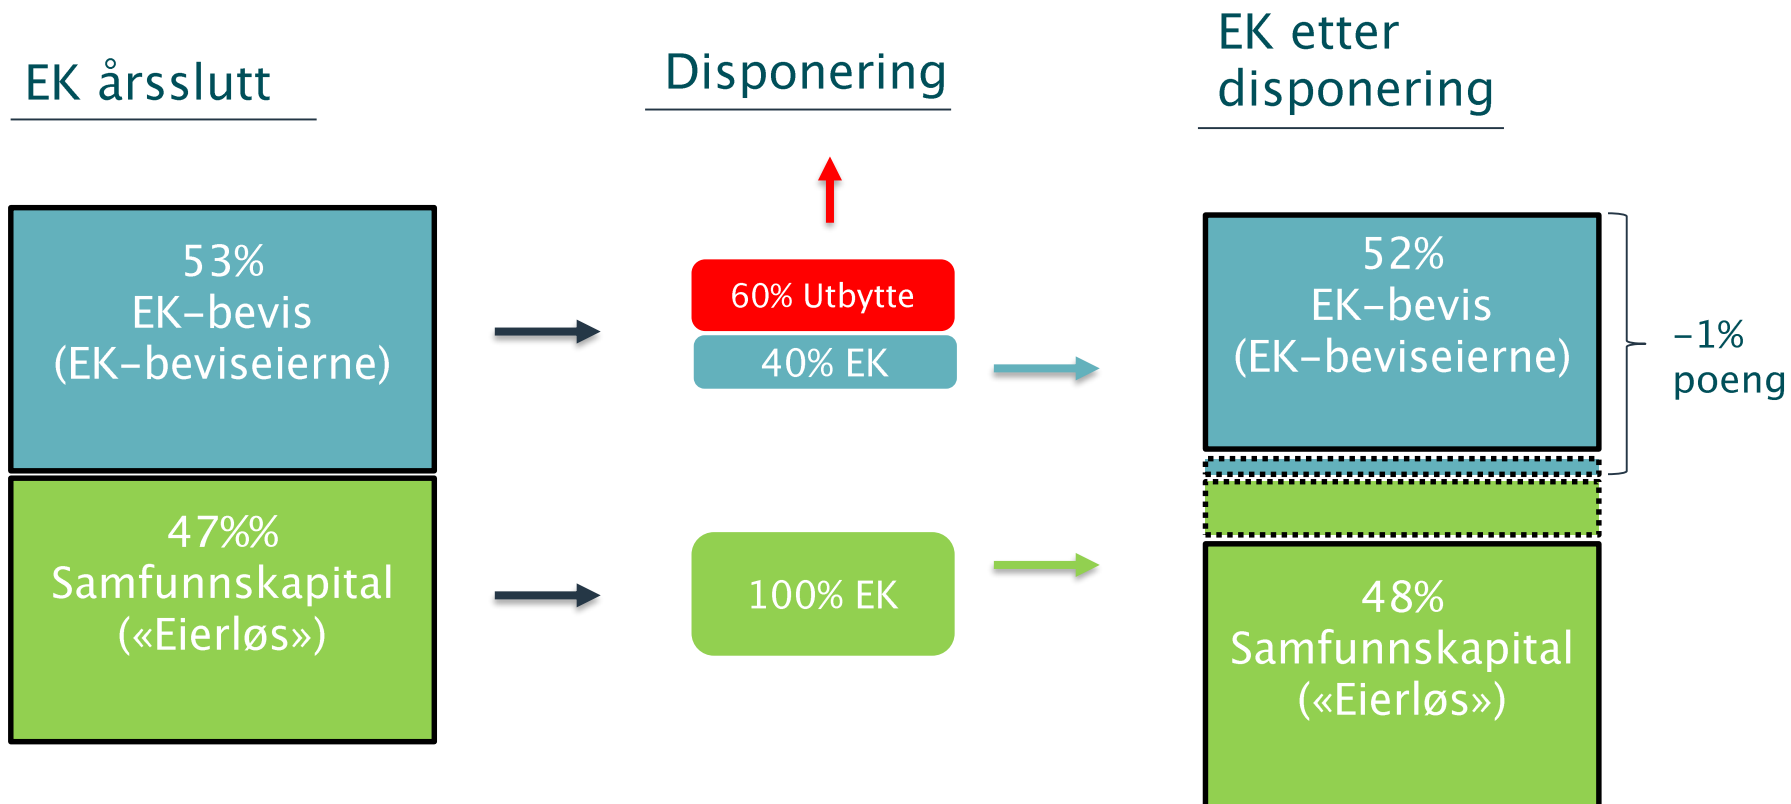 EK årsslutt
Disponering
EK etter
disponering
53%
EK-bevis
(EK-beviseierne)
47%%
Samfunnskapital
(«Eierløs»)
60% Utbytte
40% EK
100% EK
52%
EK-bevis
(EK-beviseierne)
-1%
poeng
48%
Samfunnskapital
(«Eierløs»)